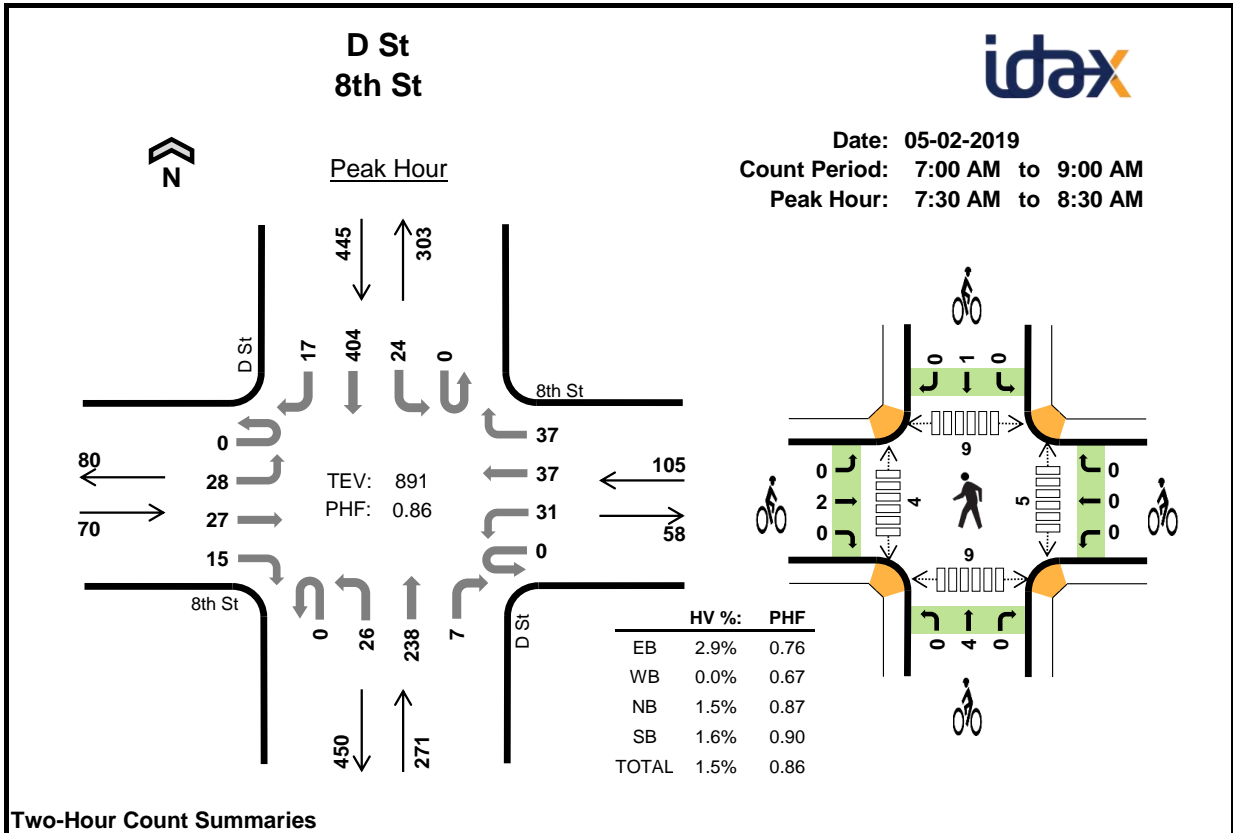 D St
8th St
idax
N
Peak Hour
Date: 05-02-2019
Count Period: 7:00 AM to 9:00 AM
Peak Hour: 7:30 AM to 8:30 AM
445
303
D St
17
404
24
0
8th St
0
28
27
15
80
70
TEV: 891
PHF: 0.86
37
37
31
0
105
58
8th St
0
26
238
7
D St
450
271
HV %: PHF
EB 2.9% 0.76
WB 0.0% 0.67
NB 1.5% 0.87
SB 1.6% 0.90
TOTAL 1.5% 0.86
0 1 0
9
0
2
0
4
5
0
0
0
9
0 4 0
Two-Hour Count Summaries